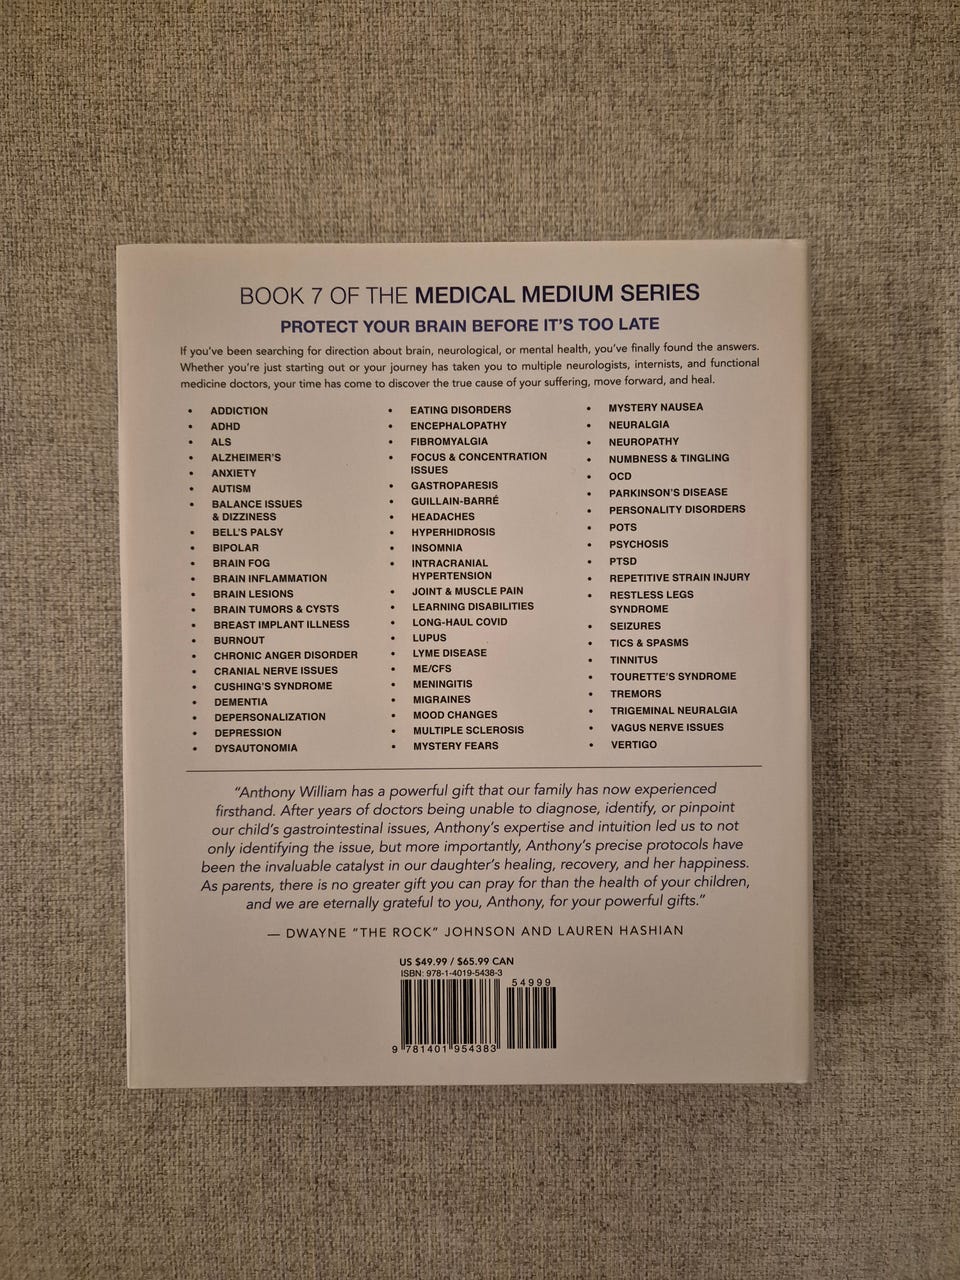 BOOK 7 OF THE MEDICAL MEDIUM SERIES
PROTECT YOUR BRAIN BEFORE IT'S TOO LATE
If you've been searching for direction about brain, neurological, or mental health, you've finally found the answers.
Whether you're just starting out or your journey has taken you to multiple neurologists, internists, and functional
medicine doctors, your time has come to discover the true cause of your suffering, move forward, and heal.
• ADDICTION
• ADHD
• ALS
• ALZHEIMER'S
• ANXIETY
• AUTISM
• BALANCE ISSUES
& DIZZINESS
• BELL'S PALSY
• BIPOLAR
• BRAIN FOG
• BRAIN INFLAMMATION
• BRAIN LESIONS
• BRAIN TUMORS & CYSTS
• BREAST IMPLANT ILLNESS
• BURNOUT
• CHRONIC ANGER DISORDER
• CRANIAL NERVE ISSUES
• CUSHING'S SYNDROME
• DEMENTIA
• DEPERSONALIZATION
• DEPRESSION
• DYSAUTONOMIA
• EATING DISORDERS
• ENCEPHALOPATHY
• FIBROMYALGIA
• FOCUS & CONCENTRATION
ISSUES
• GASTROPARESIS
• GUILLAIN-BARRÉ
• HEADACHES
• HYPERHIDROSIS
• INSOMNIA
• INTRACRANIAL
HYPERTENSION
• JOINT & MUSCLE PAIN
• LEARNING DISABILITIES
• LONG-HAUL COVID
• LUPUS
• LYME DISEASE
• ME/CFS
• MENINGITIS
• MIGRAINES
• MOOD CHANGES
• MULTIPLE SCLEROSIS
• MYSTERY FEARS
• MYSTERY NAUSEA
• NEURALGIA
• NEUROPATHY
• NUMBNESS & TINGLING
• OCD
• PARKINSON'S DISEASE
• PERSONALITY DISORDERS
• POTS
• PSYCHOSIS
• PTSD
• REPETITIVE STRAIN INJURY
• RESTLESS LEGS
SYNDROME
• SEIZURES
• TICS & SPASMS
• TINNITUS
• TOURETTE'S SYNDROME
• TREMORS
• TRIGEMINAL NEURALGIA
• VAGUS NERVE ISSUES
• VERTIGO
"Anthony William has a powerful gift that our family has now experienced
firsthand. After years of doctors being unable to diagnose, identify, or pinpoint
our child's gastrointestinal issues, Anthony's expertise and intuition led us to not
only identifying the issue, but more importantly, Anthony's precise protocols have
been the invaluable catalyst in our daughter's healing, recovery, and her happiness.
As parents, there is no greater gift you can pray for than the health of your children,
and we are eternally grateful to you, Anthony, for your powerful gifts."
— DWAYNE "THE ROCK" JOHNSON AND LAUREN HASHIAN
US $49.99 / $65.99 CAN
ISBN: 978-1-4019-5438-3
54999
9 781401 954383